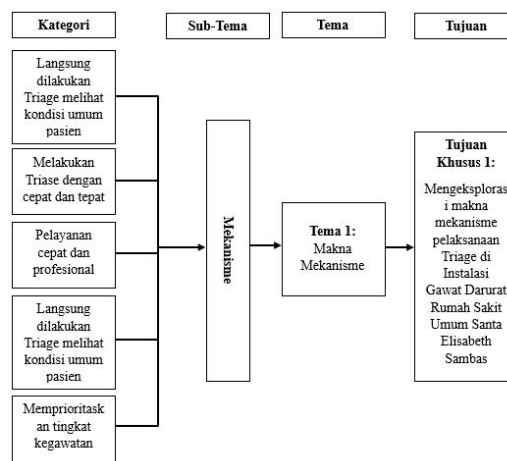 Kategori
Sub-Tema
Tema
Tujuan
Langsung
dilakukan
Triage melihat
kondisi umum
pasien
Melakukan
Triase dengan
cepat dan tepat
Pelayanan
cepat dan
profesional
Langsung
dilakukan
Triage melihat
kondisi umum
pasien
Memprioritask
an tingkat
kegawatan
Mekanisme
Tema 1:
Makna
Mekanisme
Tujuan
Khusus 1:
Mengeksploras
i makna
mekanisme
pelaksanaan
Triage di
Instalasi
Gawat Darurat
Rumah Sakit
Umum Santa
Elisabeth
Sambas